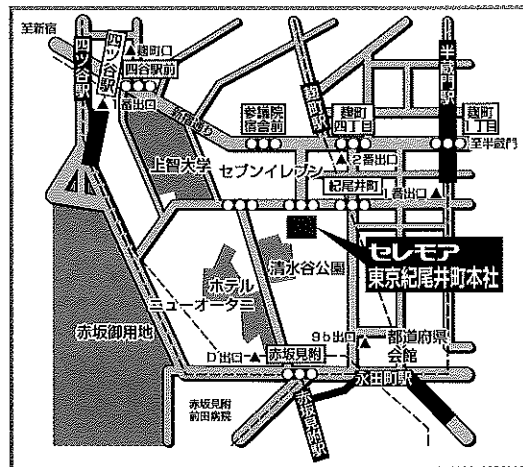 至新宿
四ツ谷駅
四ツ谷駅
麹町口
四谷駅前
1番出口
新宿通り
参議院
宿舎前
麹町駅
麹町
四丁目
半蔵門駅
麹町
1丁目
至半蔵門
上智大学
セブンイレブン
2番出口
紀尾井町
1番出口
セレモア
東京紀尾井町本社
清水谷公園
ホテル
ニューオータニ
赤坂御用地
9b出口
都道府県
会館
D出口
赤坂見附
永田町駅
赤坂見附駅
赤坂見附
前田病院